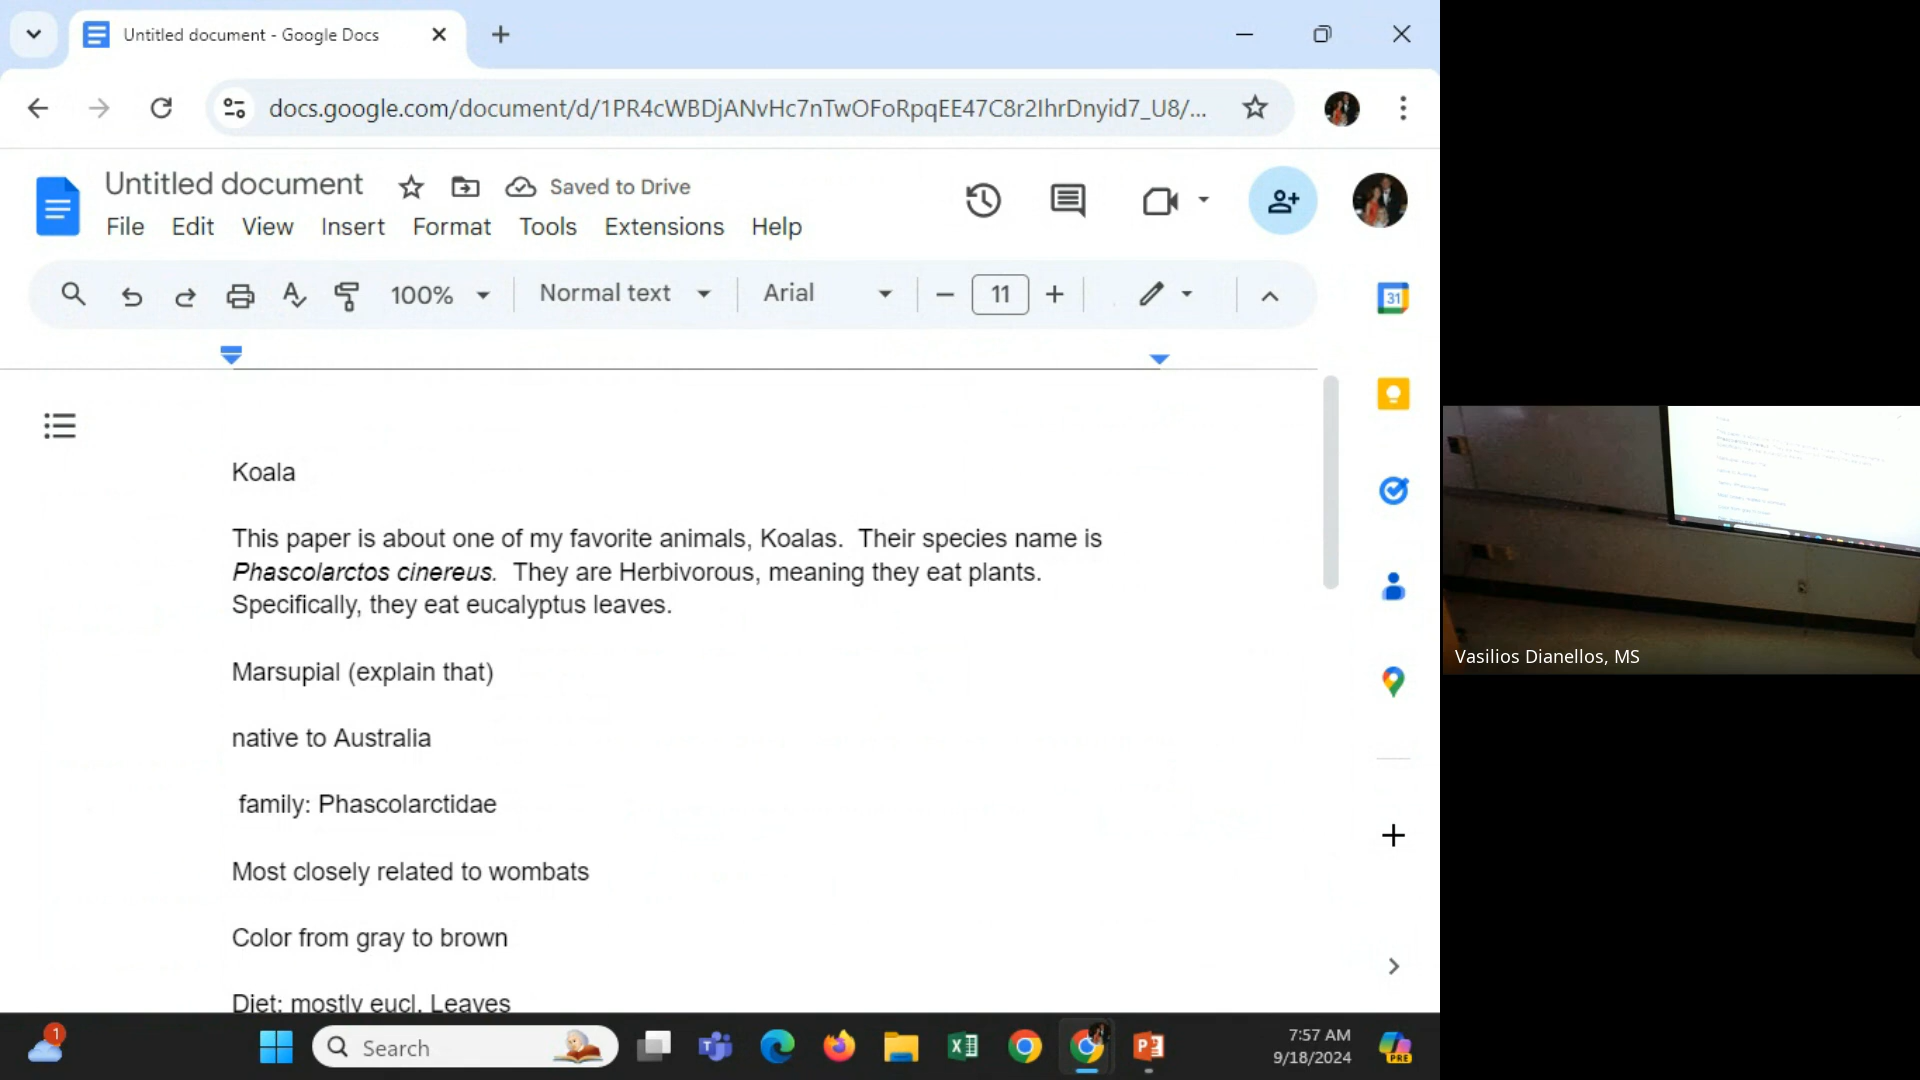 Untitled document - Google Docs
docs.google.com/document/d/1PR4cWBDjANvHc7nTwOFoRpqEE47C8r2IhrDnyid7_U8/...
Untitled document
Saved to Drive
File Edit View Insert Format Tools Extensions Help
100% Normal text Arial 11
31
Koala
This paper is about one of my favorite animals, Koalas. Their species name is
Phascolarctos cinereus. They are Herbivorous, meaning they eat plants.
Specifically, they eat eucalyptus leaves.
Marsupial (explain that)
native to Australia
family: Phascolarctidae
Most closely related to wombats
Color from gray to brown
Diet: mostly eucl. Leaves
Vasilios Dianellos, MS
1
Search
7:57 AM
9/18/2024
PRE